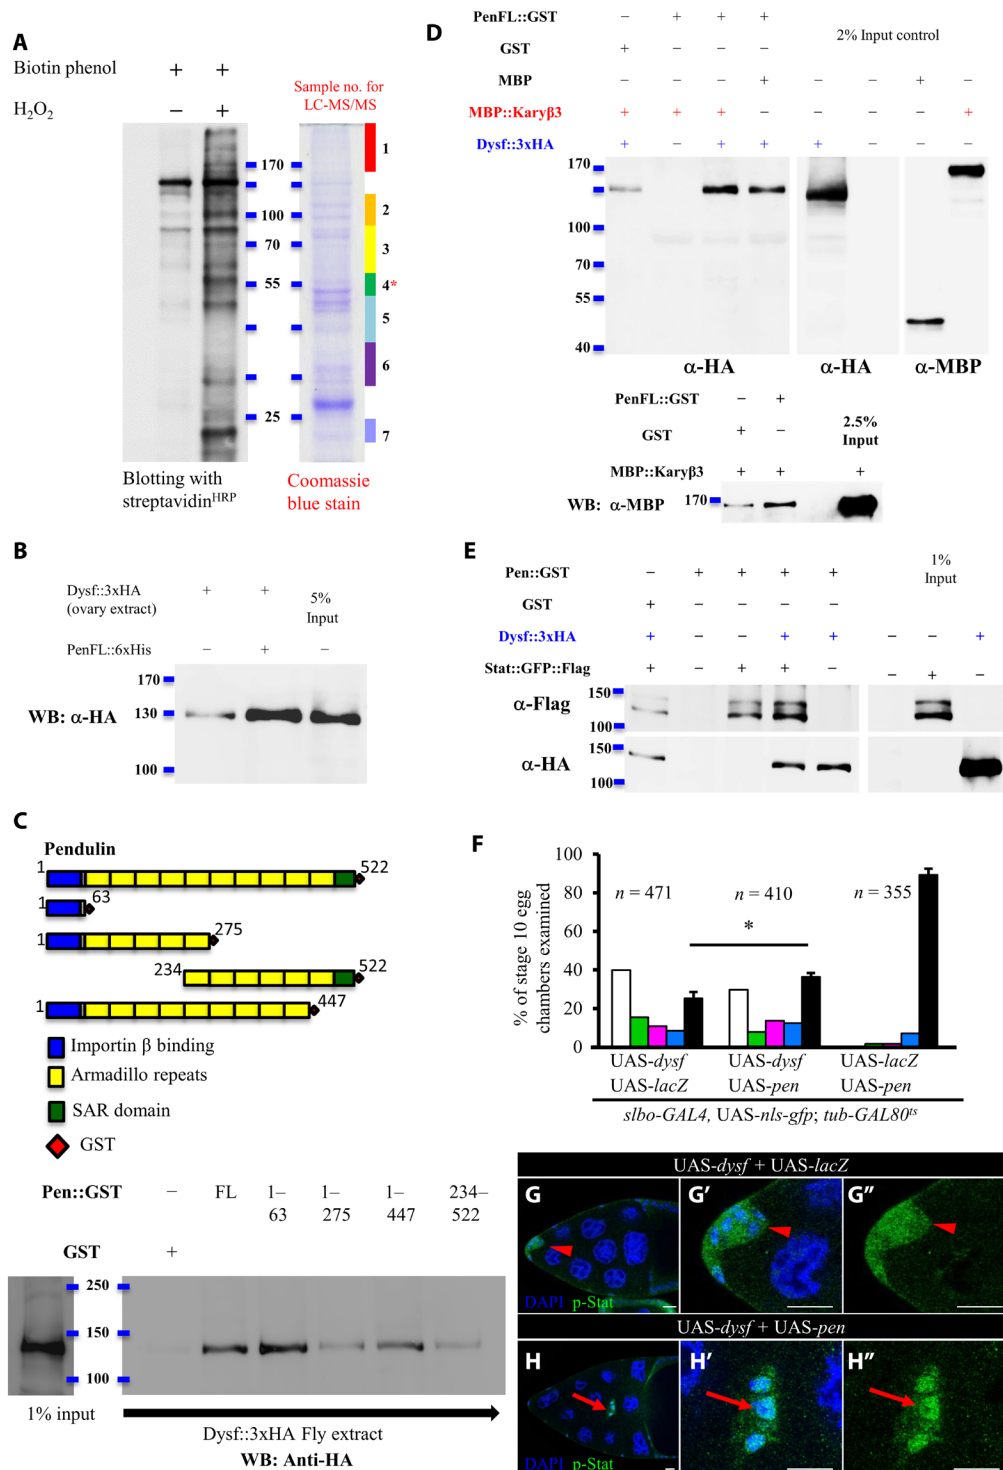 A
Biotin phenol + +
H₂O₂ − +
Sample no. for
LC-MS/MS
170
100
70
55
25
1
2
3
4*
5
6
7
Blotting with
streptavidinᴴᴿᴾ
Coomassie
blue stain
B
Dysf::3xHA
(ovary extract) + +
5%
Input
PenFL::6xHis − + −
170
WB: α-HA 130
100
C
Pendulin
1 522
1 63
1 275
234 522
1 447
Importin β binding
Armadillo repeats
SAR domain
GST
Pen::GST − FL 1–63 1–275 1–447 234–522
GST +
250
150
100
1% input
Dysf::3xHA Fly extract
WB: Anti-HA
D
PenFL::GST − + + +
2% Input control
GST + − − −
MBP − − − + − − + −
MBP::Karyβ3 + + + − − − − +
Dysf::3xHA + − + + + − − −
170
100
70
55
40
α-HA α-HA α-MBP
PenFL::GST − +
GST + −
2.5%
Input
MBP::Karyβ3 + + +
WB: α-MBP 170
E
Pen::GST − + + + +
1%
Input
GST + − − − −
Dysf::3xHA + − − + + − − +
Stat::GFP::Flag + − + + − − + −
α-Flag 150
100
α-HA 150
100
F
% of stage 10 egg
chambers examined
100
80
60
40
20
0
n = 471 n = 410 n = 355
*
UAS-dysf UAS-dysf UAS-lacZ
UAS-lacZ UAS-pen UAS-pen
slbo-GAL4, UAS-nls-gfp; tub-GAL80ᵗˢ
UAS-dysf + UAS-lacZ
G G′ G″
DAPI p-Stat
UAS-dysf + UAS-pen
H H′ H″
DAPI p-Stat